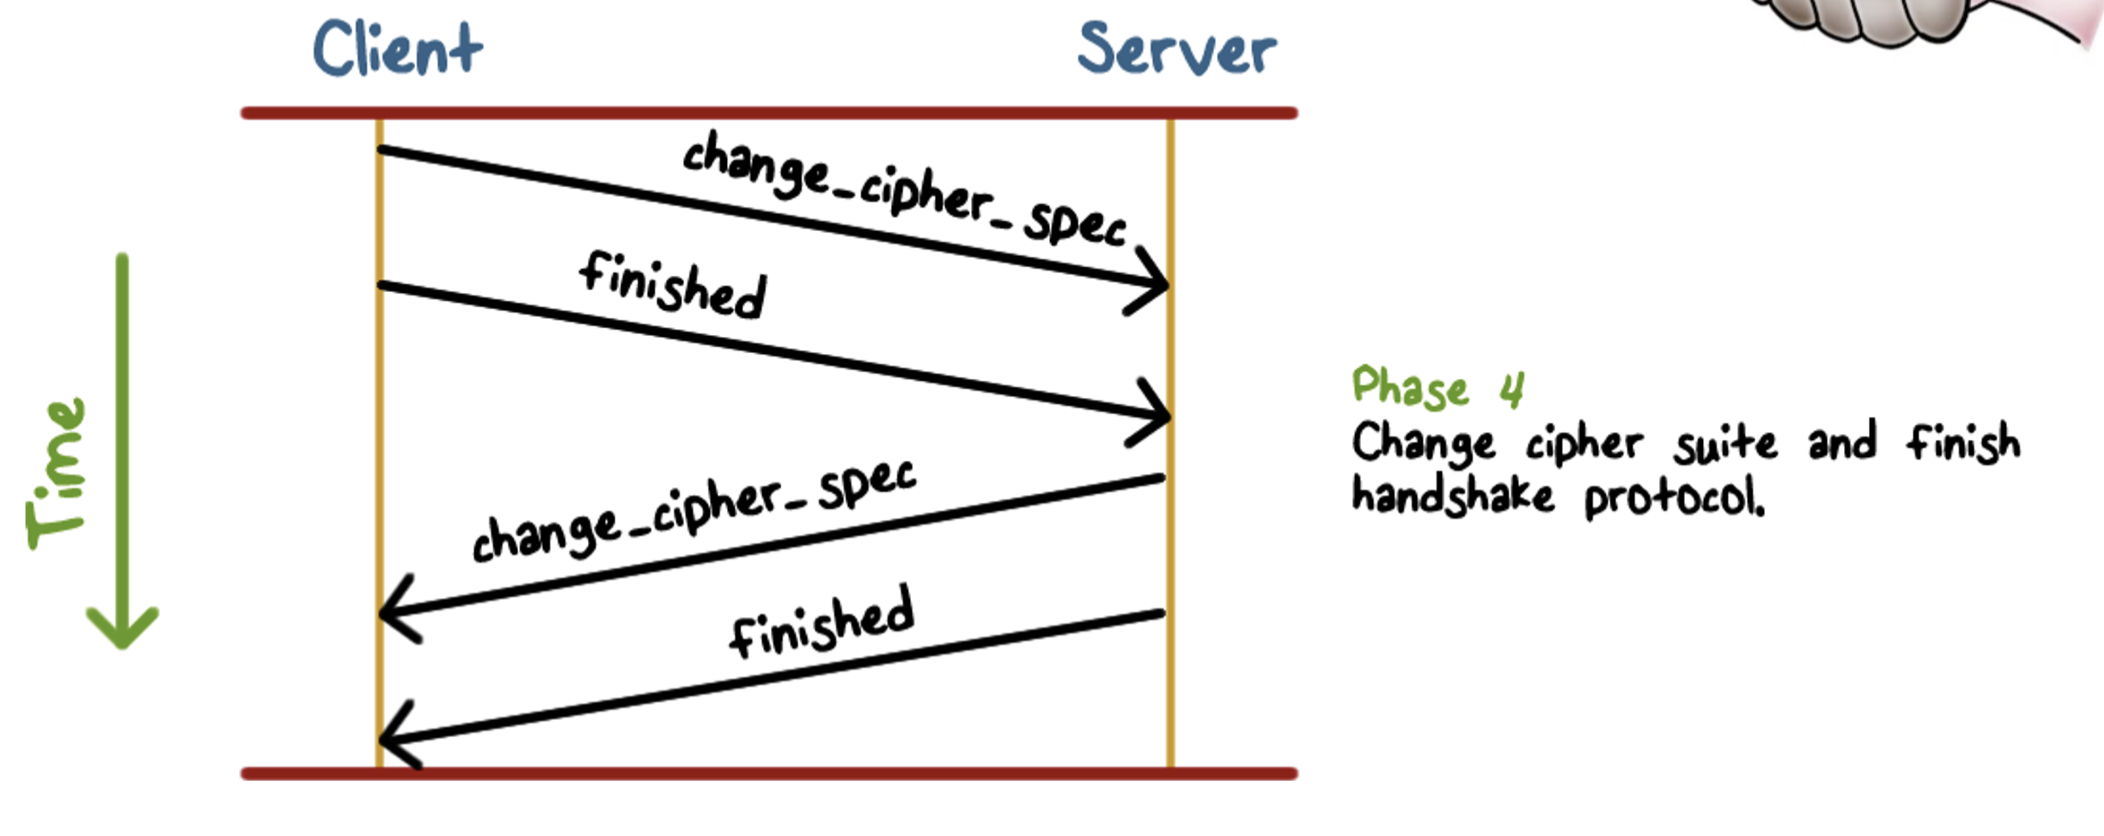 Client
Server
change_cipher_spec
finished
Time
Phase 4
Change cipher suite and finish
handshake protocol.
change_cipher_spec
finished